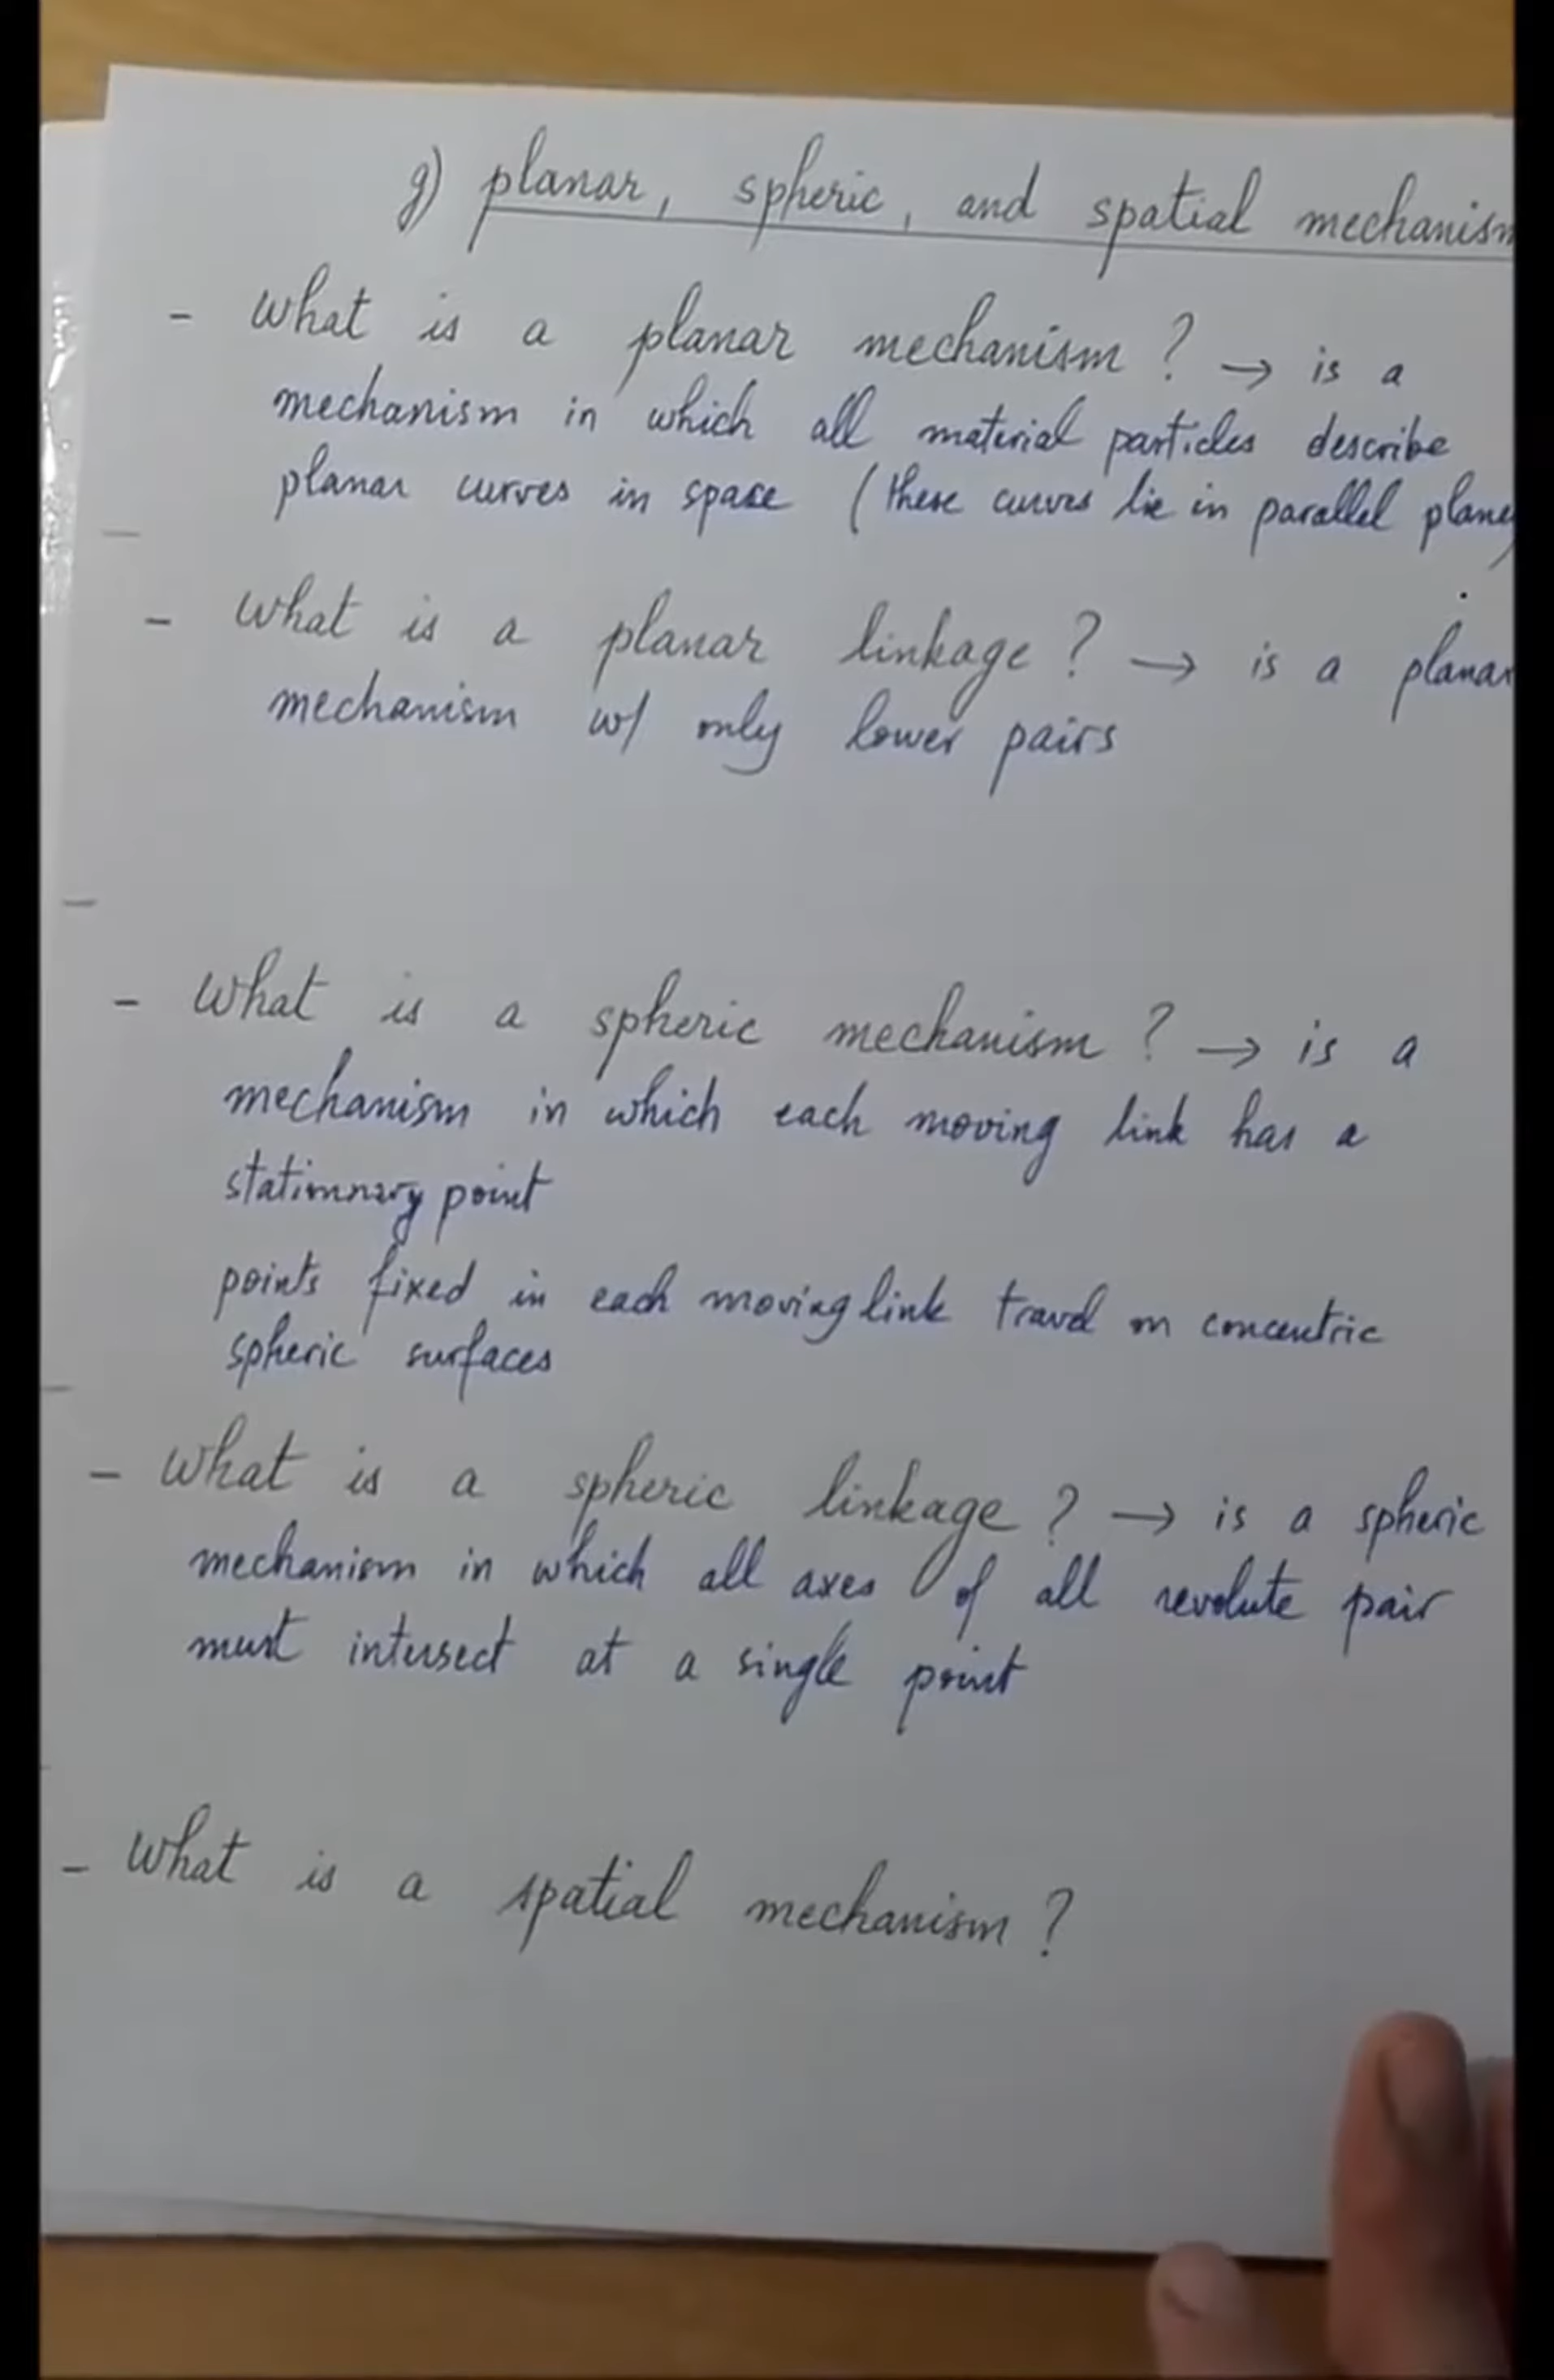 g) planar, spheric, and spatial mechanism
- what is a planar mechanism ? → is a
mechanism in which all material particles describe
planar curves in space (these curves lie in parallel plane
- what is a planar linkage ? → is a planar
mechanism w/ only lower pairs
- what is a spheric mechanism ? → is a
mechanism in which each moving link has a
stationnary point
points fixed in each moving link travel on concentric
spheric surfaces
- what is a spheric linkage ? → is a spheric
mechanism in which all axes of all revolute pair
must intersect at a single point
- what is a spatial mechanism ?